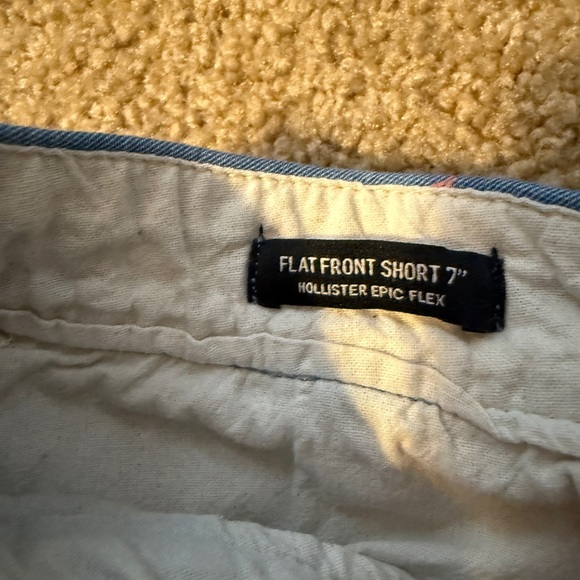 FLAT FRONT SHORT 7"
HOLLISTER EPIC FLEX